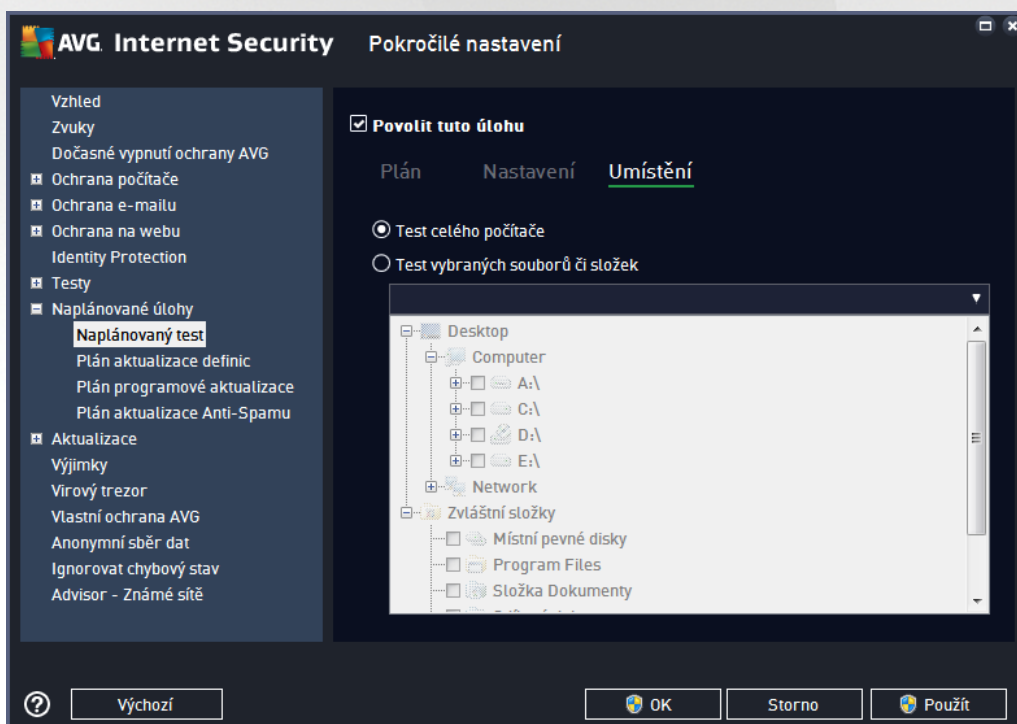 AVG. Internet Security Pokročilé nastavení
Vzhled
Zvuky
Dočasné vypnutí ochrany AVG
Ochrana počítače
Ochrana e-mailu
Ochrana na webu
Identity Protection
Testy
Naplánované úlohy
Naplánovaný test
Plán aktualizace definic
Plán programové aktualizace
Plán aktualizace Anti-Spamu
Aktualizace
Výjimky
Virový trezor
Vlastní ochrana AVG
Anonymní sběr dat
Ignorovat chybový stav
Advisor - Známé sítě
Povolit tuto úlohu
Plán Nastavení Umístění
Test celého počítače
Test vybraných souborů či složek
Desktop
Computer
A:\
C:\
D:\
E:\
Network
Zvláštní složky
Místní pevné disky
Program Files
Složka Dokumenty
? Výchozí OK Storno Použít